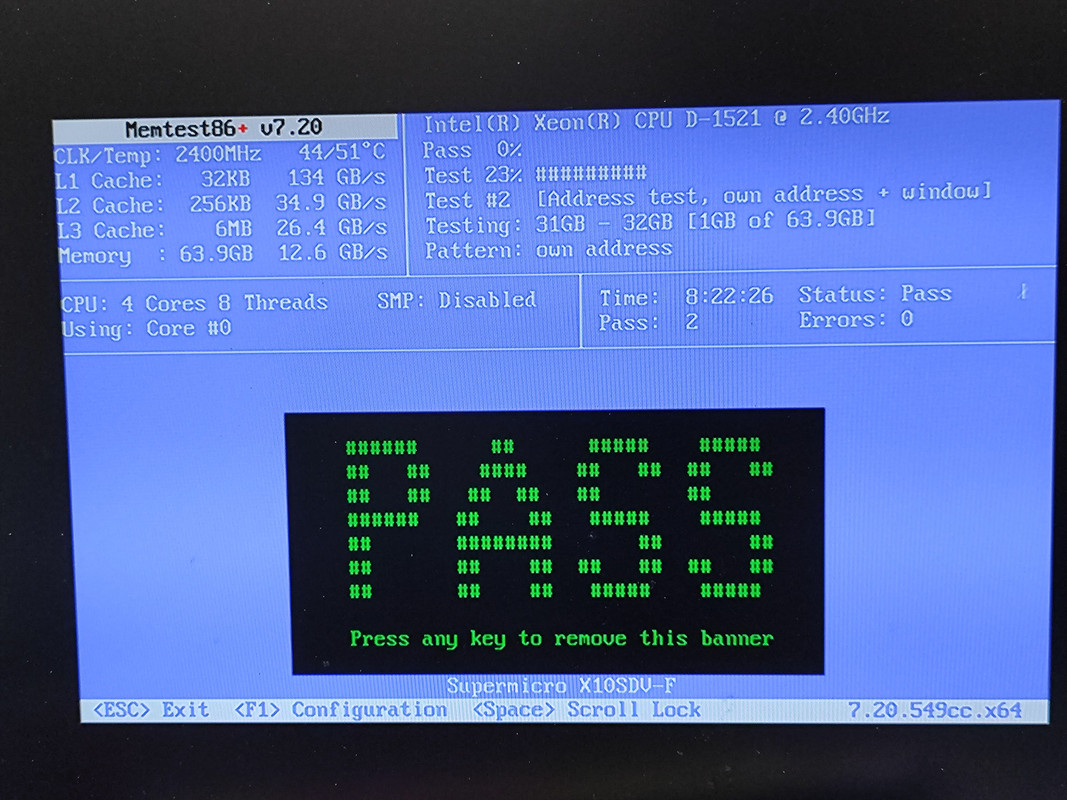 Memtest86+ v7.20
CLK/Temp: 2400MHz 44/51°C
L1 Cache: 32KB 134 GB/s
L2 Cache: 256KB 34.9 GB/s
L3 Cache: 6MB 26.4 GB/s
Memory : 63.9GB 12.6 GB/s
Intel(R) Xeon(R) CPU D-1521 @ 2.40GHz
Pass 0%
Test 23% #########
Test #2 [Address test, own address + window]
Testing: 31GB - 32GB [1GB of 63.9GB]
Pattern: own address
CPU: 4 Cores 8 Threads SMP: Disabled
Using: Core #0
Time: 8:22:26 Status: Pass
Pass: 2 Errors: 0
PASS
Press any key to remove this banner
Supermicro X10SDV-F
<ESC> Exit <F1> Configuration <Space> Scroll Lock 7.20.549cc.x64